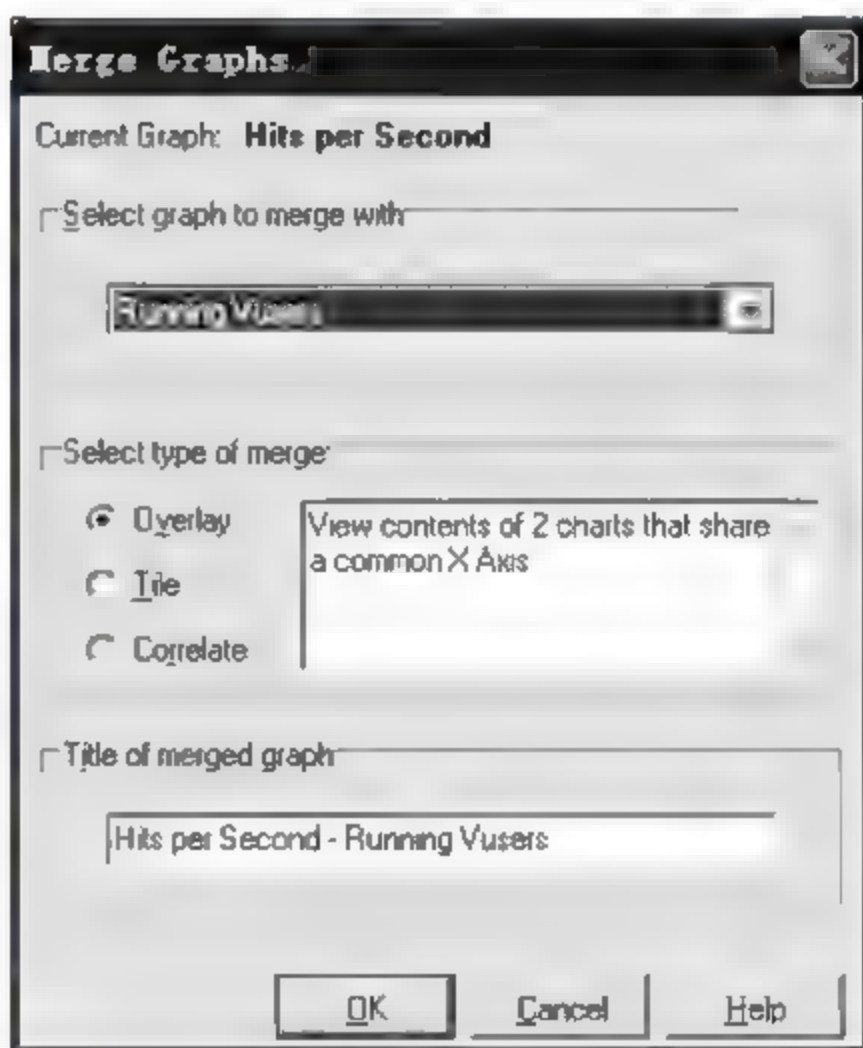 Merge Graphs
Current Graph: Hits per Second
Select graph to merge with
Running Vusers
Select type of merge:
Overlay
View contents of 2 charts that share
a common X Axis
Tile
Correlate
Title of merged graph
Hits per Second - Running Vusers
OK
Cancel
Help